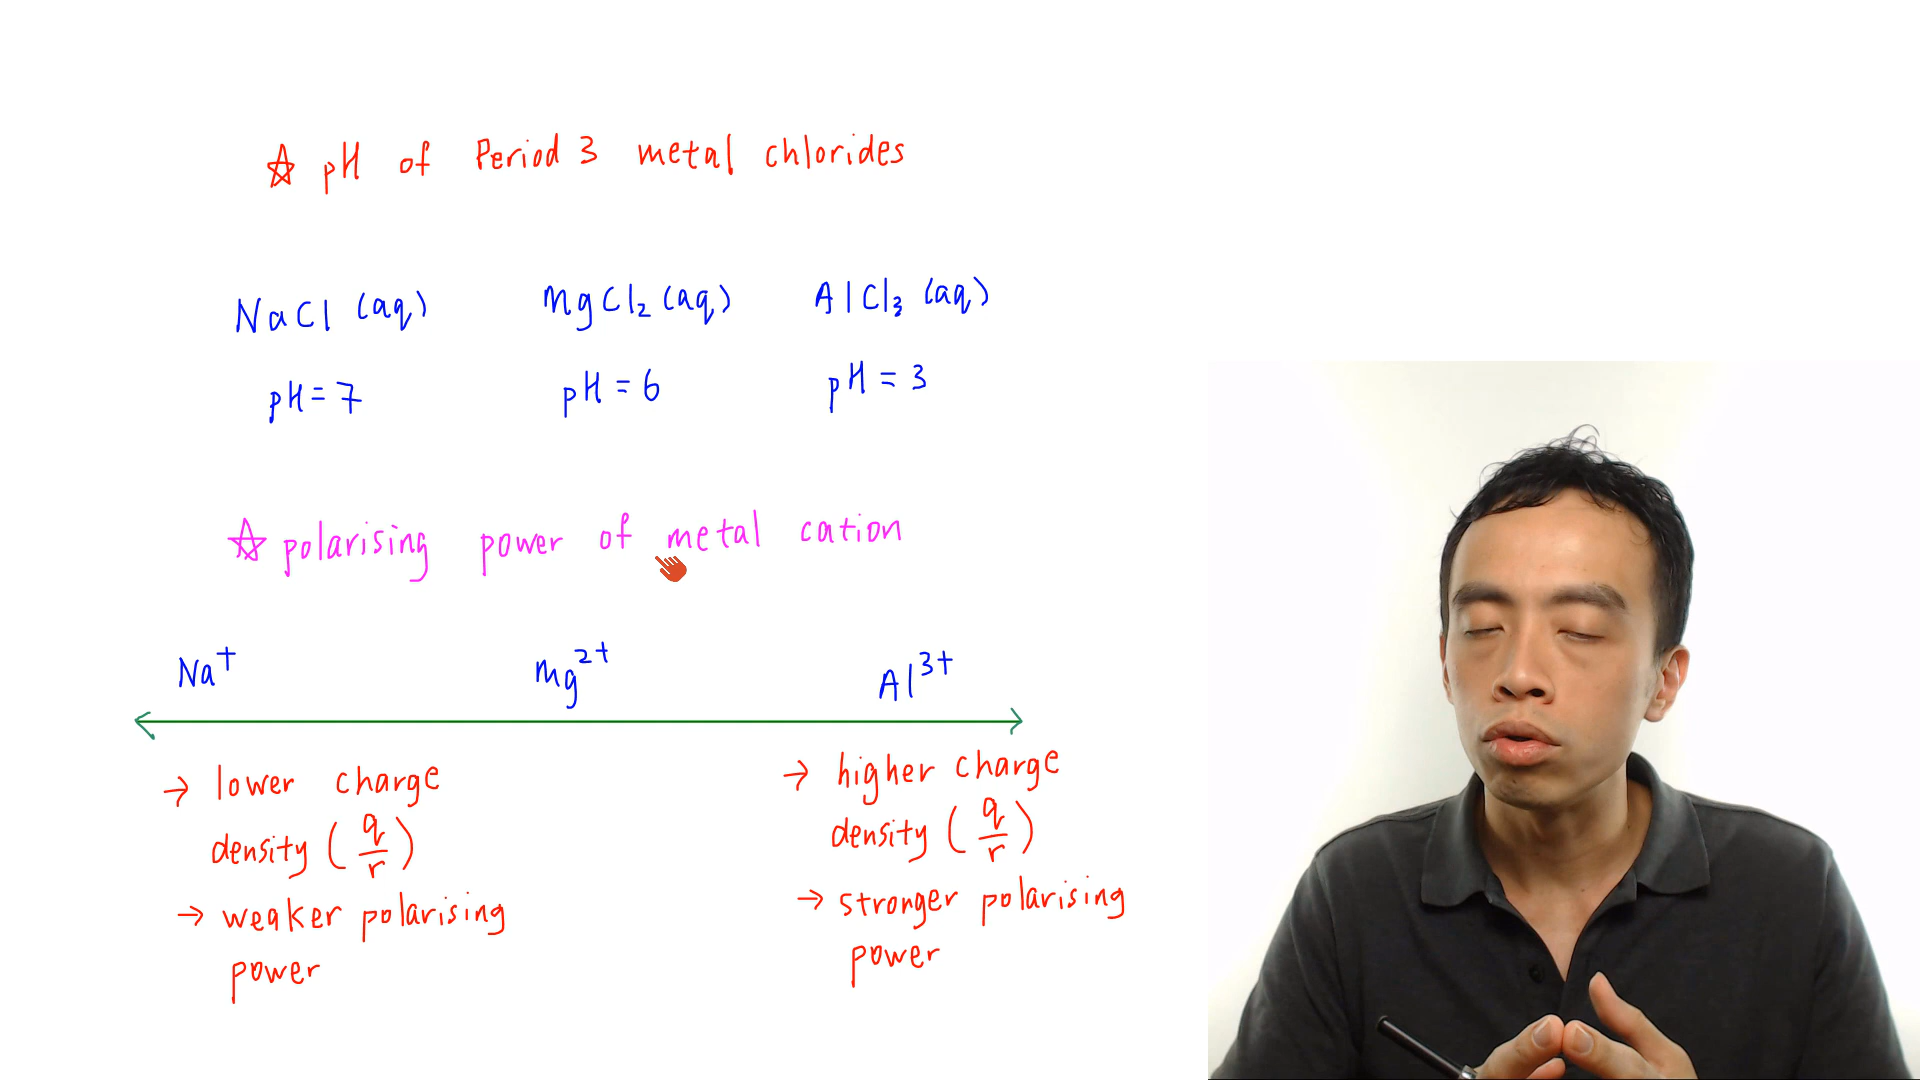 ☆ pH of Period 3 metal chlorides
NaCl (aq) MgCl₂ (aq) AlCl₃ (aq)
pH = 7 pH = 6 pH = 3
☆ polarising power of metal cation
Na⁺ Mg²⁺ Al³⁺
→ lower charge
density (q/r)
→ weaker polarising
power
→ higher charge
density (q/r)
→ stronger polarising
power